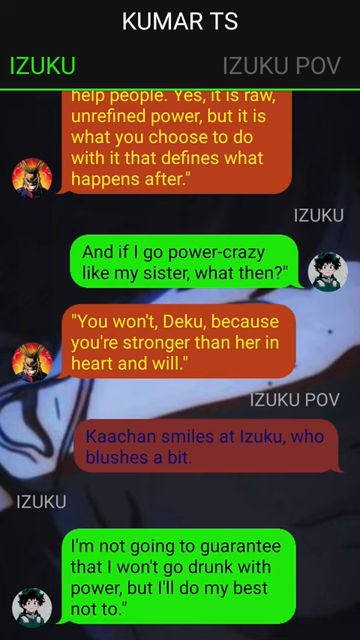 KUMAR TS
IZUKU
IZUKU POV
help people. Yes, it is raw,
unrefined power, but it is
what you choose to do
with it that defines what
happens after."
IZUKU
And if I go power-crazy
like my sister, what then?"
"You won't, Deku, because
you're stronger than her in
heart and will."
IZUKU POV
Kaachan smiles at Izuku, who
blushes a bit.
IZUKU
I'm not going to guarantee
that I won't go drunk with
power, but I'll do my best
not to."